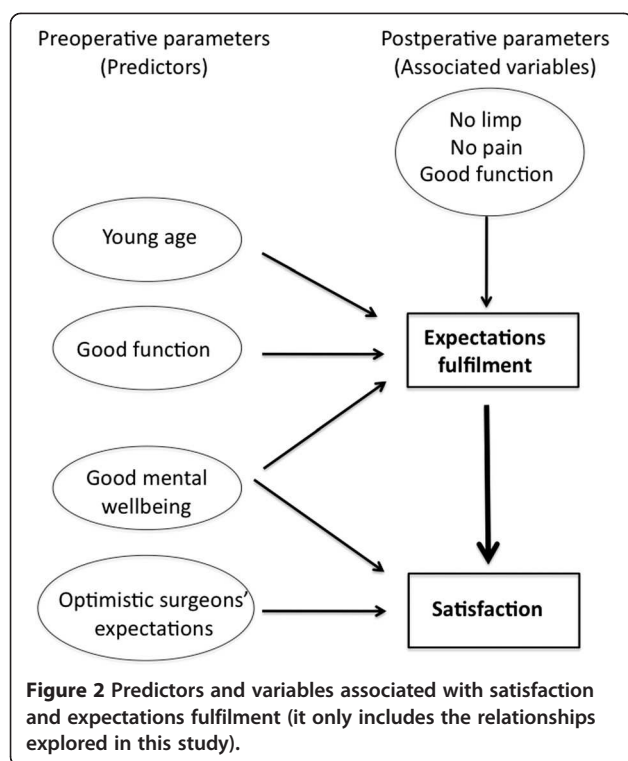 Preoperative parameters
(Predictors)
Postperative parameters
(Associated variables)
No limp
No pain
Good function
Young age
Good function
Expectations
fulfilment
Good mental
wellbeing
Optimistic surgeons'
expectations
Satisfaction
Figure 2 Predictors and variables associated with satisfaction
and expectations fulfilment (it only includes the relationships
explored in this study).